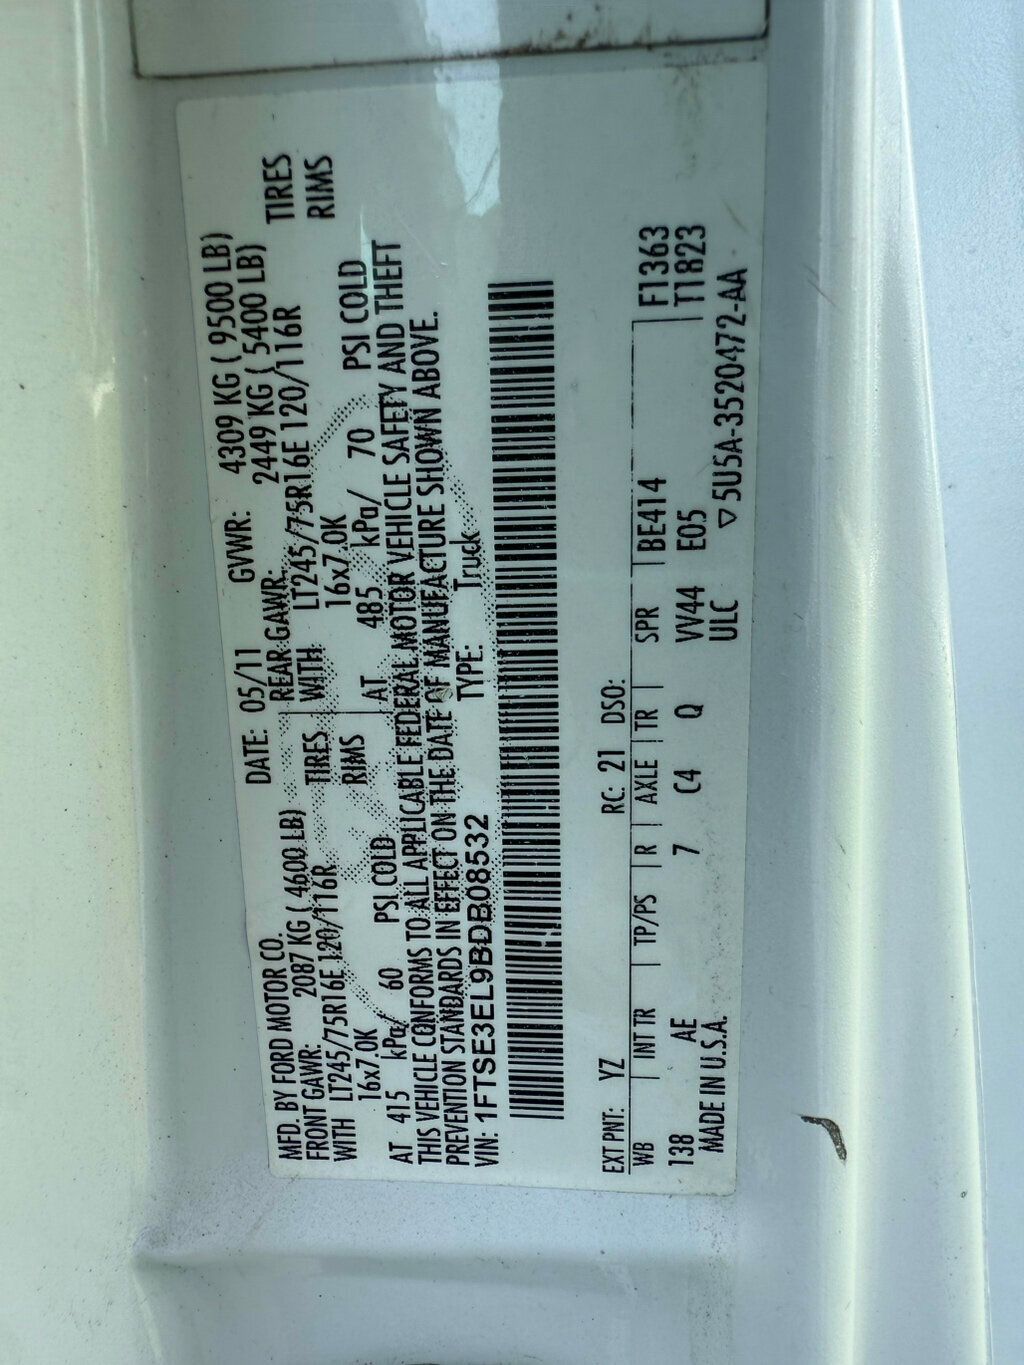 MFD. BY FORD MOTOR CO. DATE: 05/11 GVWR: 4309 KG ( 9500 LB)
FRONT GAWR: 2087 KG ( 4600 LB) REAR GAWR: 2449 KG ( 5400 LB)
WITH LT245/75R16E 120/116R TIRES WITH LT245/75R16E 120/116R TIRES
16x7.0K RIMS 16x7.0K RIMS
AT 415 kPa/ 60 PSI COLD AT 485 kPa/ 70 PSI COLD
THIS VEHICLE CONFORMS TO ALL APPLICABLE FEDERAL MOTOR VEHICLE SAFETY AND THEFT
PREVENTION STANDARDS IN EFFECT ON THE DATE OF MANUFACTURE SHOWN ABOVE.
VIN: 1FTSE3EL9BDB08532 TYPE: Truck
EXT PNT: YZ RC: 21 DSO:
WB | INT TR | TP/PS | R | AXLE | TR | SPR | BE414 F1363
138 AE 7 C4 Q VV44 E05 T1823
MADE IN U.S.A. ULC ▽5U5A-3520472-AA